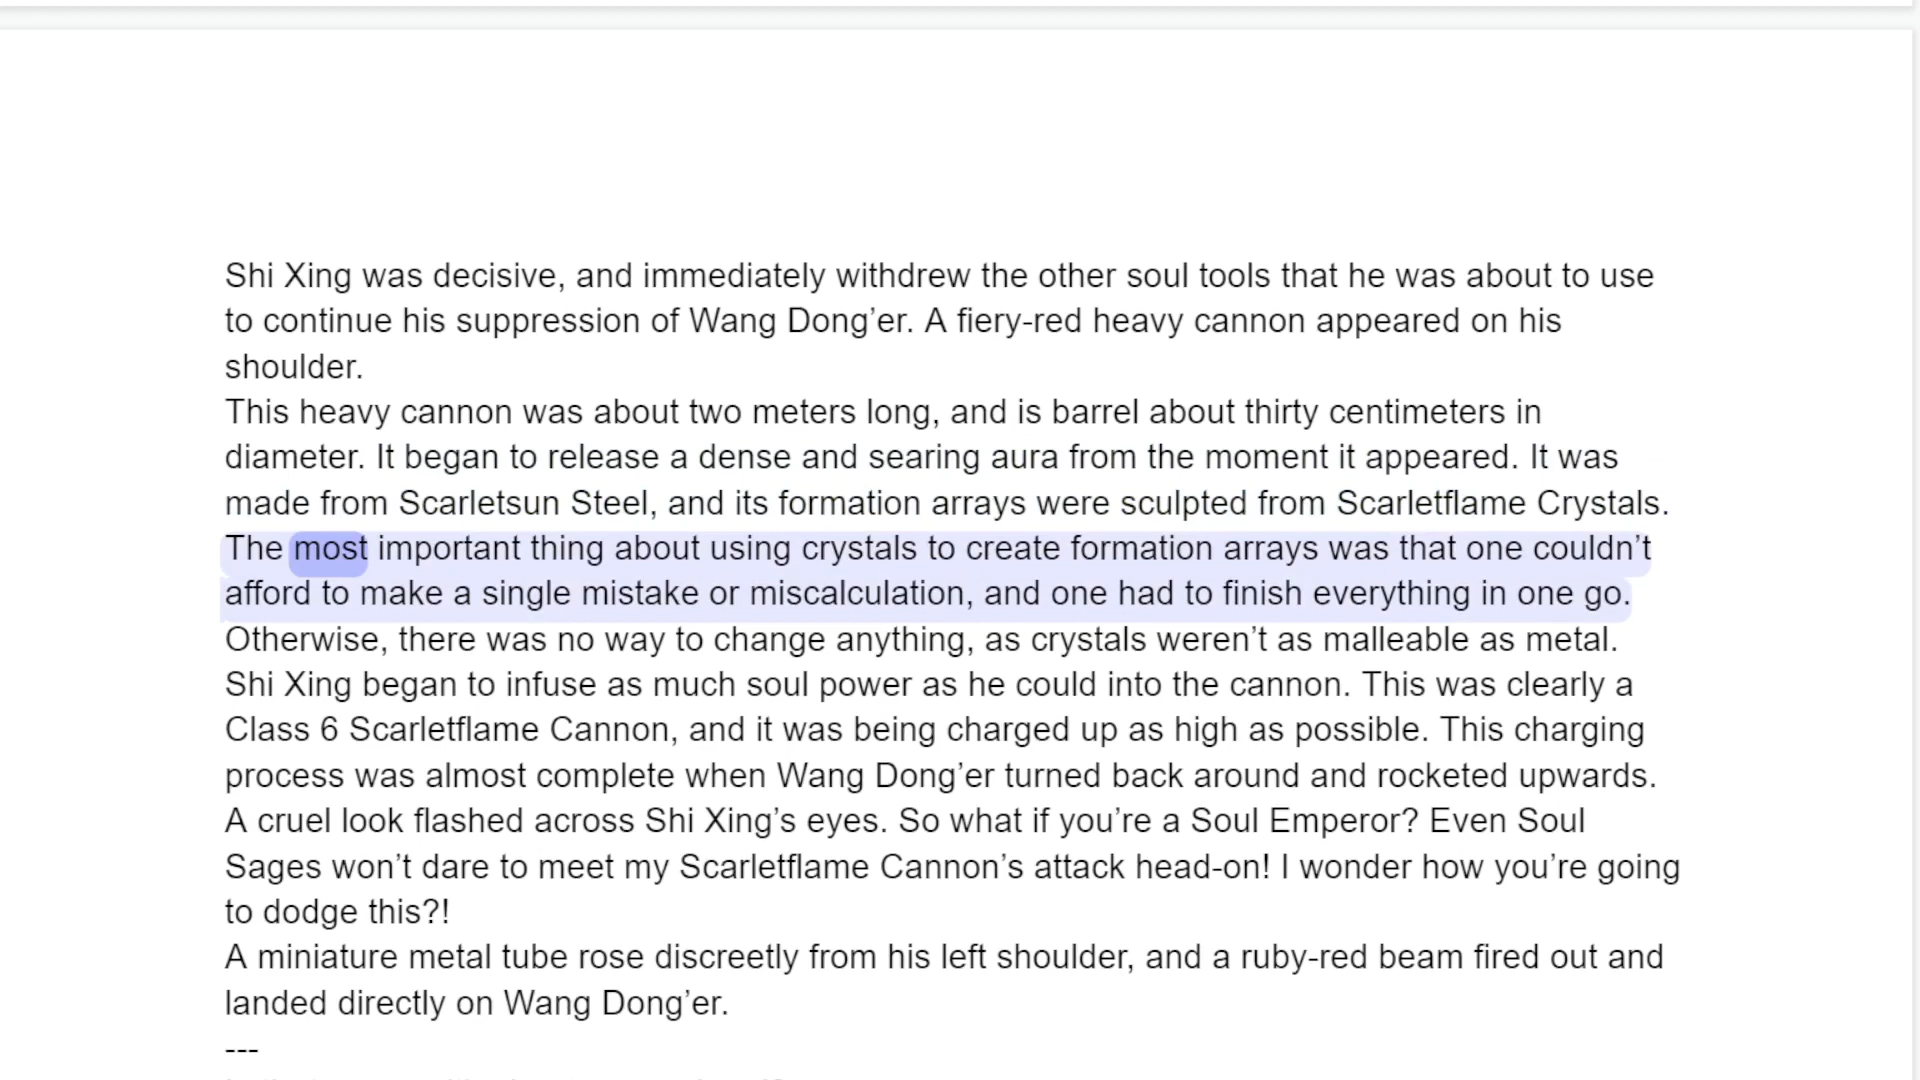 Shi Xing was decisive, and immediately withdrew the other soul tools that he was about to use
to continue his suppression of Wang Dong’er. A fiery-red heavy cannon appeared on his
shoulder.
This heavy cannon was about two meters long, and is barrel about thirty centimeters in
diameter. It began to release a dense and searing aura from the moment it appeared. It was
made from Scarletsun Steel, and its formation arrays were sculpted from Scarletflame Crystals.
The most important thing about using crystals to create formation arrays was that one couldn’t
afford to make a single mistake or miscalculation, and one had to finish everything in one go.
Otherwise, there was no way to change anything, as crystals weren’t as malleable as metal.
Shi Xing began to infuse as much soul power as he could into the cannon. This was clearly a
Class 6 Scarletflame Cannon, and it was being charged up as high as possible. This charging
process was almost complete when Wang Dong’er turned back around and rocketed upwards.
A cruel look flashed across Shi Xing’s eyes. So what if you’re a Soul Emperor? Even Soul
Sages won’t dare to meet my Scarletflame Cannon’s attack head-on! I wonder how you’re going
to dodge this?!
A miniature metal tube rose discreetly from his left shoulder, and a ruby-red beam fired out and
landed directly on Wang Dong’er.
---